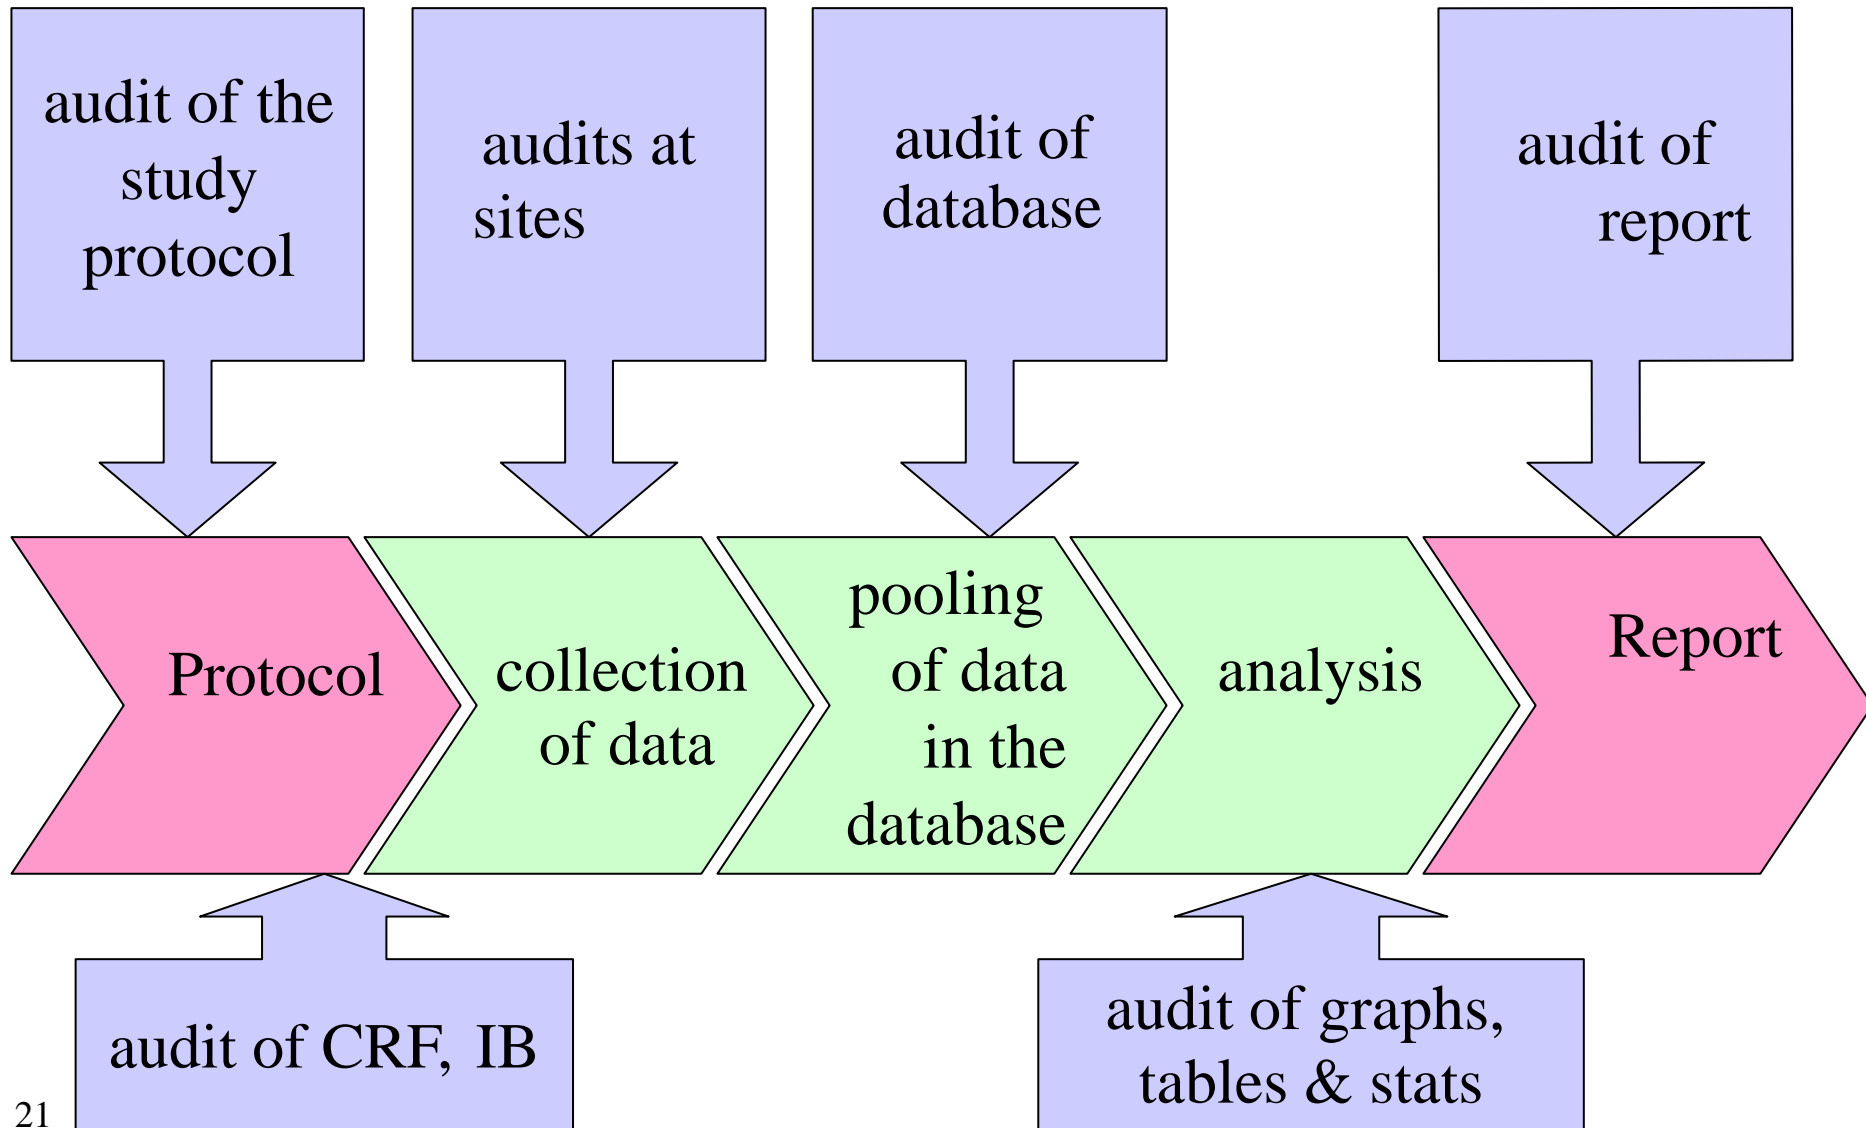 audit of the
study
protocol
audits at
sites
audit of
database
audit of
report
Protocol
collection
of data
pooling
of data
in the
database
analysis
Report
audit of CRF, IB
audit of graphs,
tables & stats
21